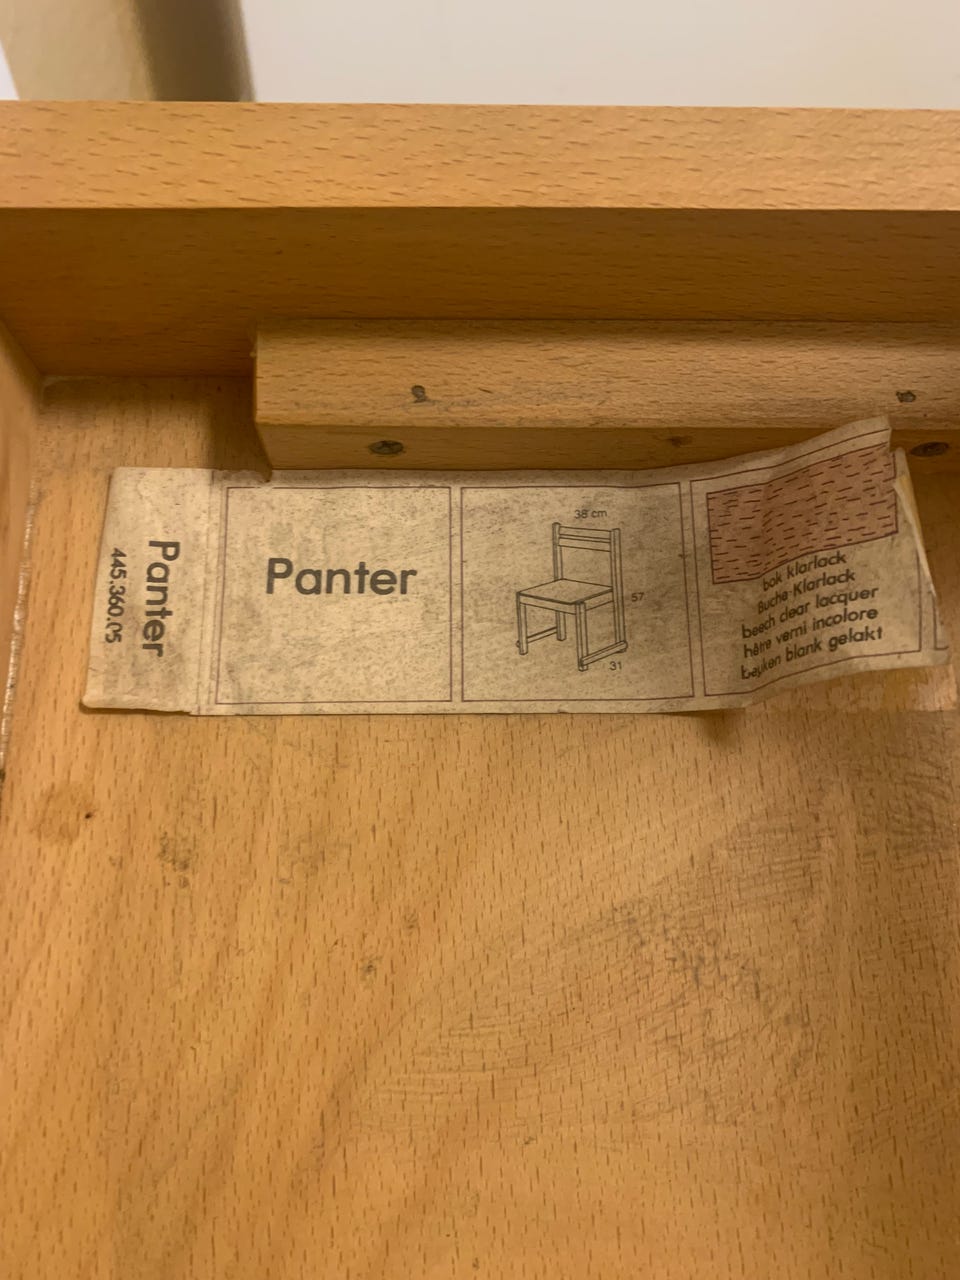 Panter
445.360.05
Panter
38 cm
57
31
bok klarlack
Buche Klarlack
beech clear lacquer
hêtre verni incolore
beuken blank gelakt